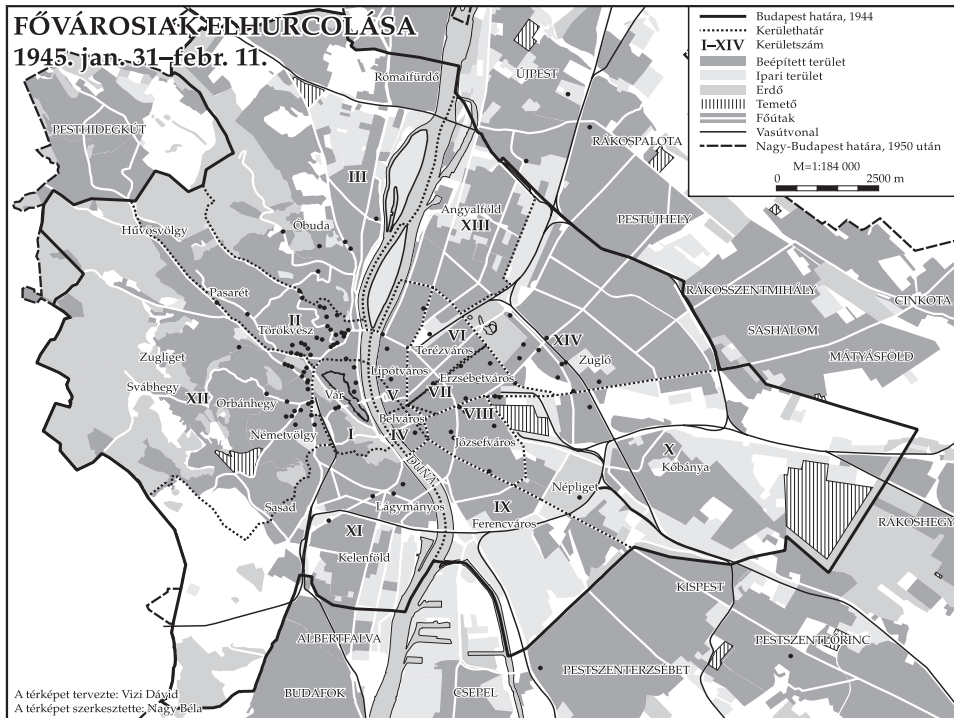 FŐVÁROSIAK ELHURCOLÁSA
1945. jan. 31–febr. 11.
Budapest határa, 1944
Kerülethatár
I–XIV Kerületszám
Beépített terület
Ipari terület
Erdő
Temető
Főútak
Vasútvonal
Nagy-Budapest határa, 1950 után
M=1:184 000
0 2500 m
Rómaifürdő
ÚJPEST
PESTHIDEGKÚT
RÁKOSPALOTA
III
Angyalföld
XIII
PESTÚJHELY
Óbuda
Hűvösvölgy
RÁKOSSZENTMIHÁLY
CINKOTA
Pasarét
II
Törökvész
SASHALOM
VI
Terézváros
XIV
Zugló
MÁTYÁSFÖLD
Zugliget
Lipótváros
Erzsébetváros
Svábhegy
XII
Orbánhegy
Vár
V
VII
Belváros
VIII
Németvölgy
I
IV
Józsefváros
X
Kőbánya
DUNA
Népliget
Sasad
Lágymányos
IX
Ferencváros
RÁKOSHEGY
XI
Kelenföld
KISPEST
ALBERTFALVA
PESTSZENTLŐRINC
PESTSZENTERZSÉBET
BUDAFOK
CSEPEL
A térképet tervezte: Vizi Dávid
A térképet szerkesztette: Nagy Béla